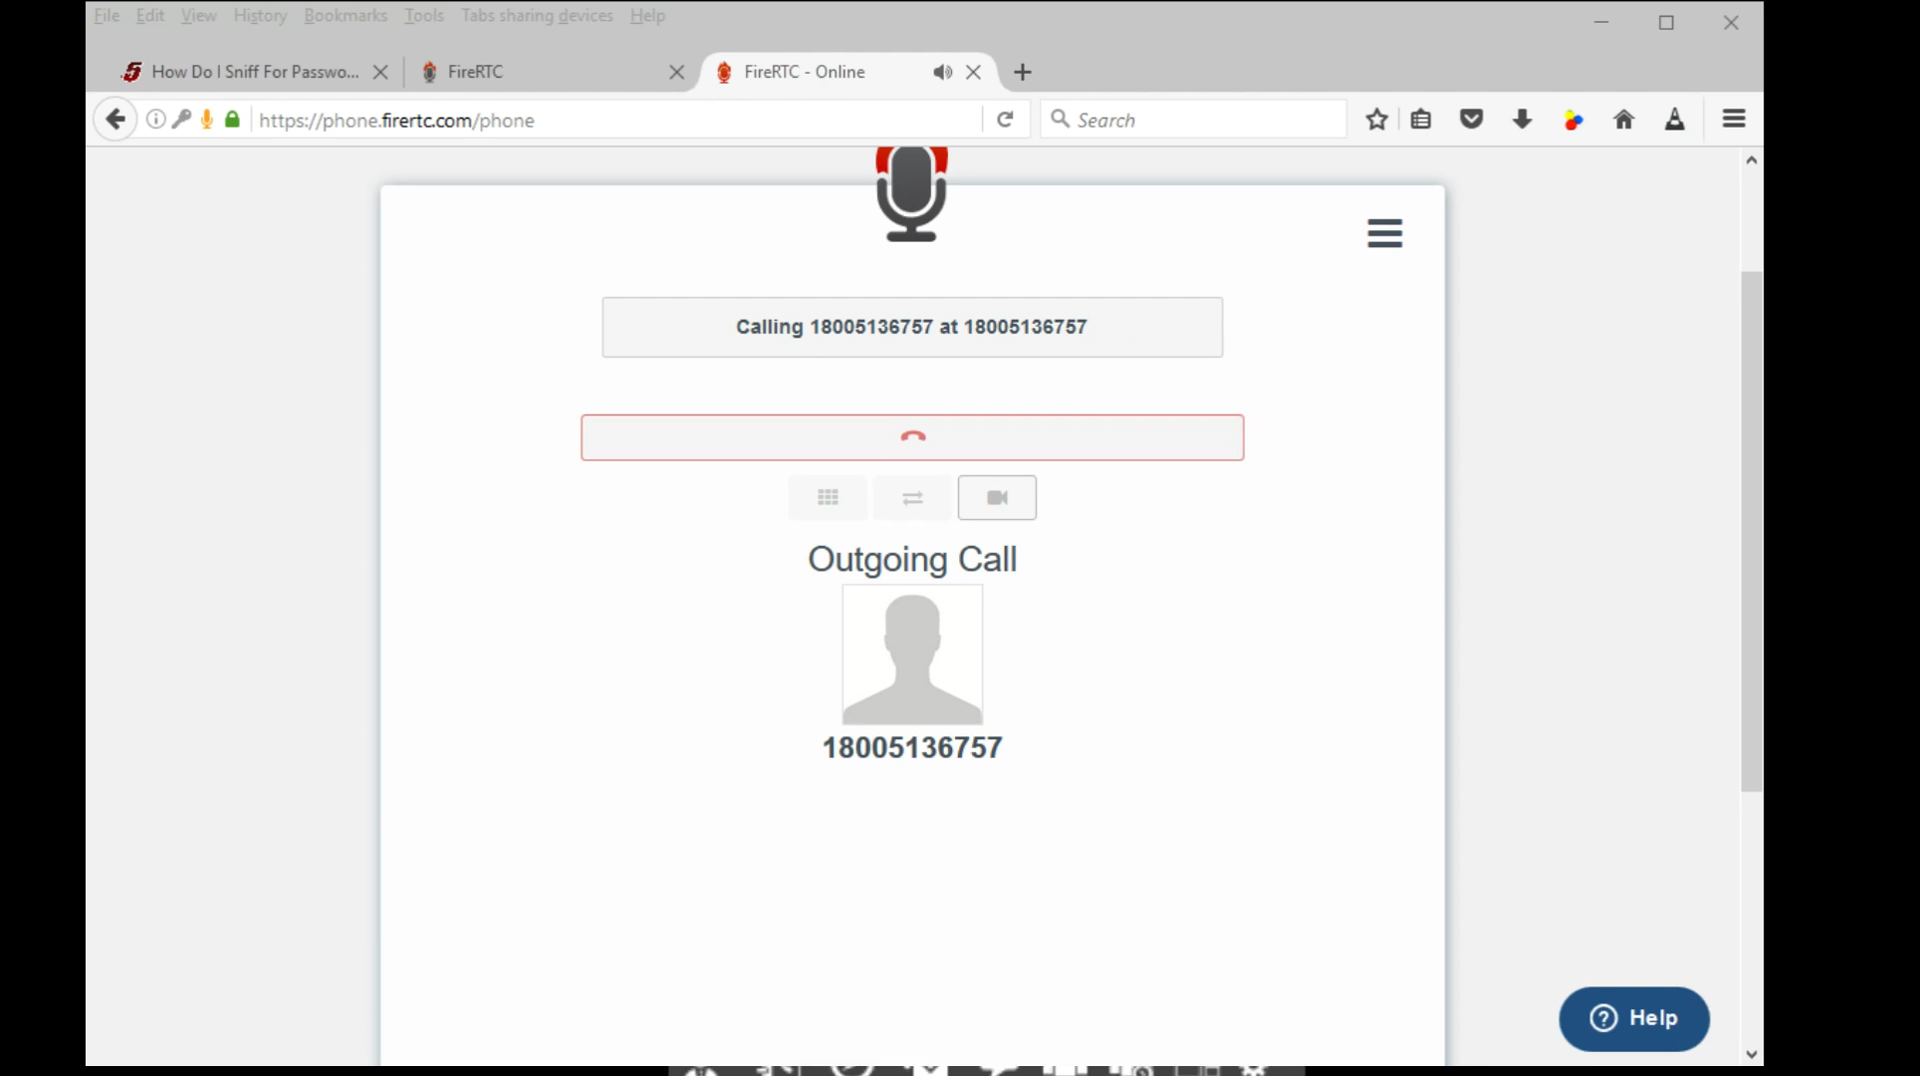 File Edit View History Bookmarks Tools Tabs sharing devices Help
How Do I Sniff For Passwo...
FireRTC
FireRTC - Online
https://phone.firertc.com/phone
Search
Calling 18005136757 at 18005136757
Outgoing Call
18005136757
Help